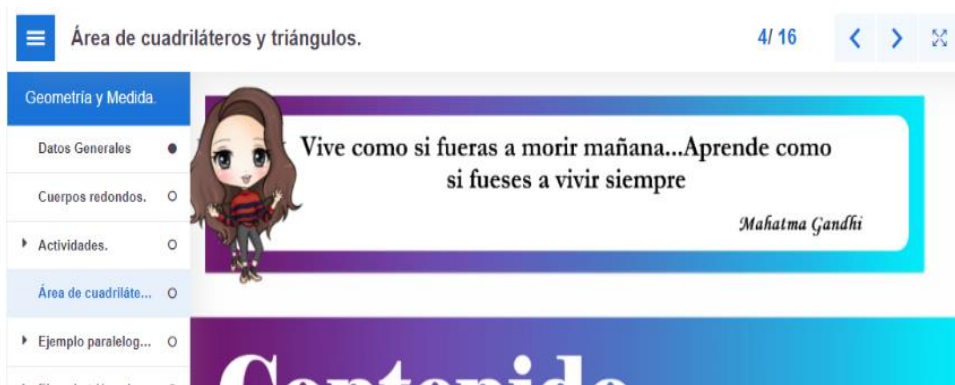 Área de cuadriláteros y triángulos.
4/ 16
Geometría y Medida.
Datos Generales
Cuerpos redondos.
Actividades.
Área de cuadriláte...
Ejemplo paralelog...
Vive como si fueras a morir mañana...Aprende como
si fueses a vivir siempre
Mahatma Gandhi
Contenido